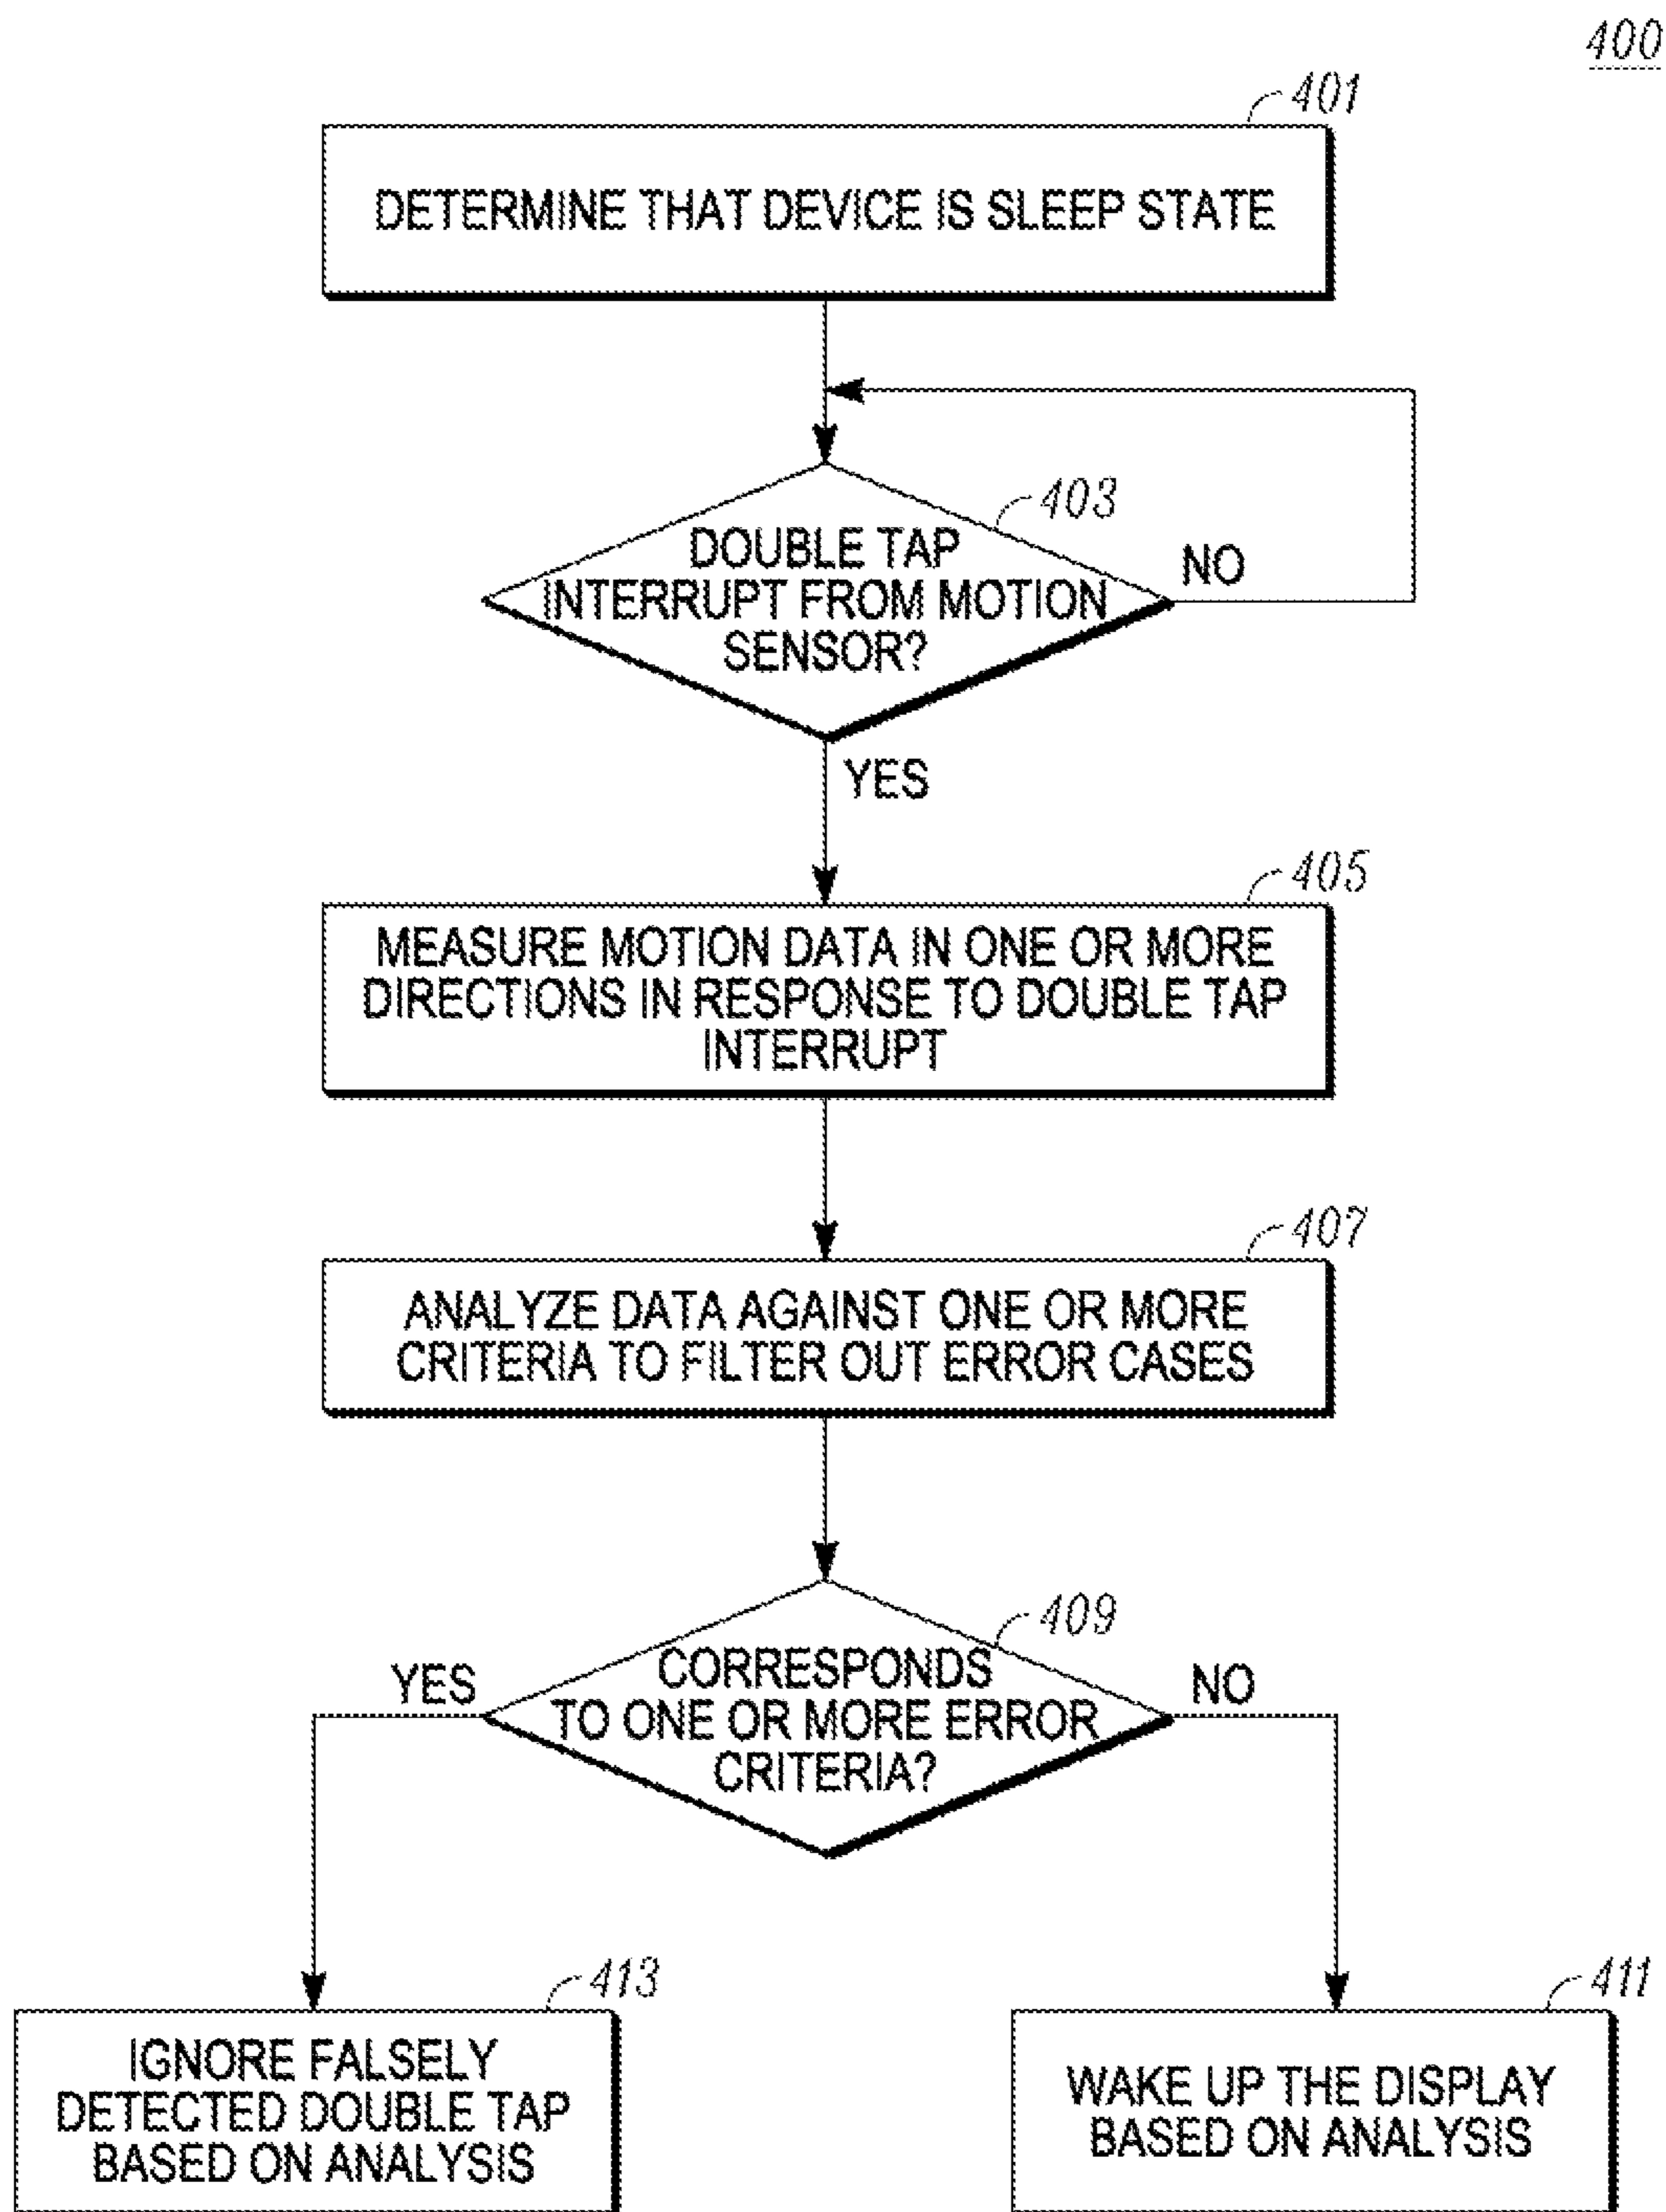 400
401
DETERMINE THAT DEVICE IS SLEEP STATE
403
DOUBLE TAP
INTERRUPT FROM MOTION
SENSOR?
NO
YES
405
MEASURE MOTION DATA IN ONE OR MORE
DIRECTIONS IN RESPONSE TO DOUBLE TAP
INTERRUPT
407
ANALYZE DATA AGAINST ONE OR MORE
CRITERIA TO FILTER OUT ERROR CASES
409
CORRESPONDS
TO ONE OR MORE ERROR
CRITERIA?
YES
NO
413
IGNORE FALSELY
DETECTED DOUBLE TAP
BASED ON ANALYSIS
411
WAKE UP THE DISPLAY
BASED ON ANALYSIS